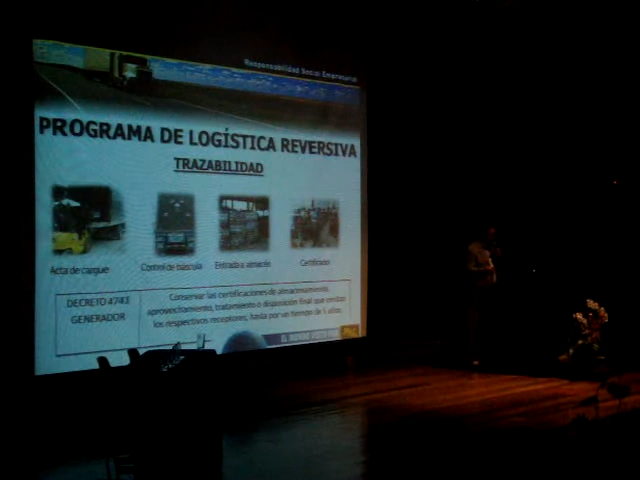 Responsabilidad Social Empresarial
PROGRAMA DE LOGÍSTICA REVERSIVA
TRAZABILIDAD
Acta de cargue
Control de báscula
Entrada a almacén
Certificador
DECRETO 4741
GENERADOR
Conservar las certificaciones de almacenamiento,
aprovechamiento, tratamiento o disposición final que emitan
los respectivos receptores, hasta por un tiempo de 5 años